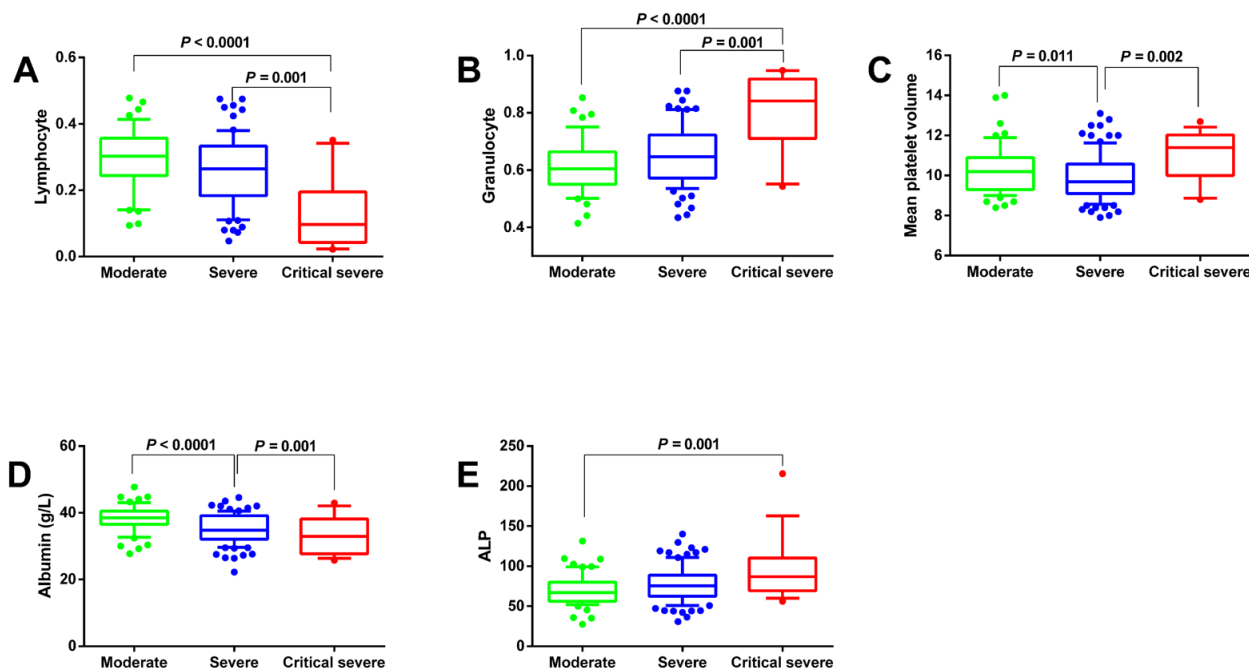 A
P < 0.0001
P = 0.001
Lymphocyte
0.6
0.4
0.2
0.0
Moderate Severe Critical severe
B
P < 0.0001
P = 0.001
Granulocyte
1.0
0.8
0.6
0.4
Moderate Severe Critical severe
C
P = 0.011 P = 0.002
Mean platelet volume
16
14
12
10
8
6
Moderate Severe Critical severe
D
P < 0.0001 P = 0.001
Albumin (g/L)
60
40
20
0
Moderate Severe Critical severe
E
P = 0.001
ALP
250
200
150
100
50
0
Moderate Severe Critical severe